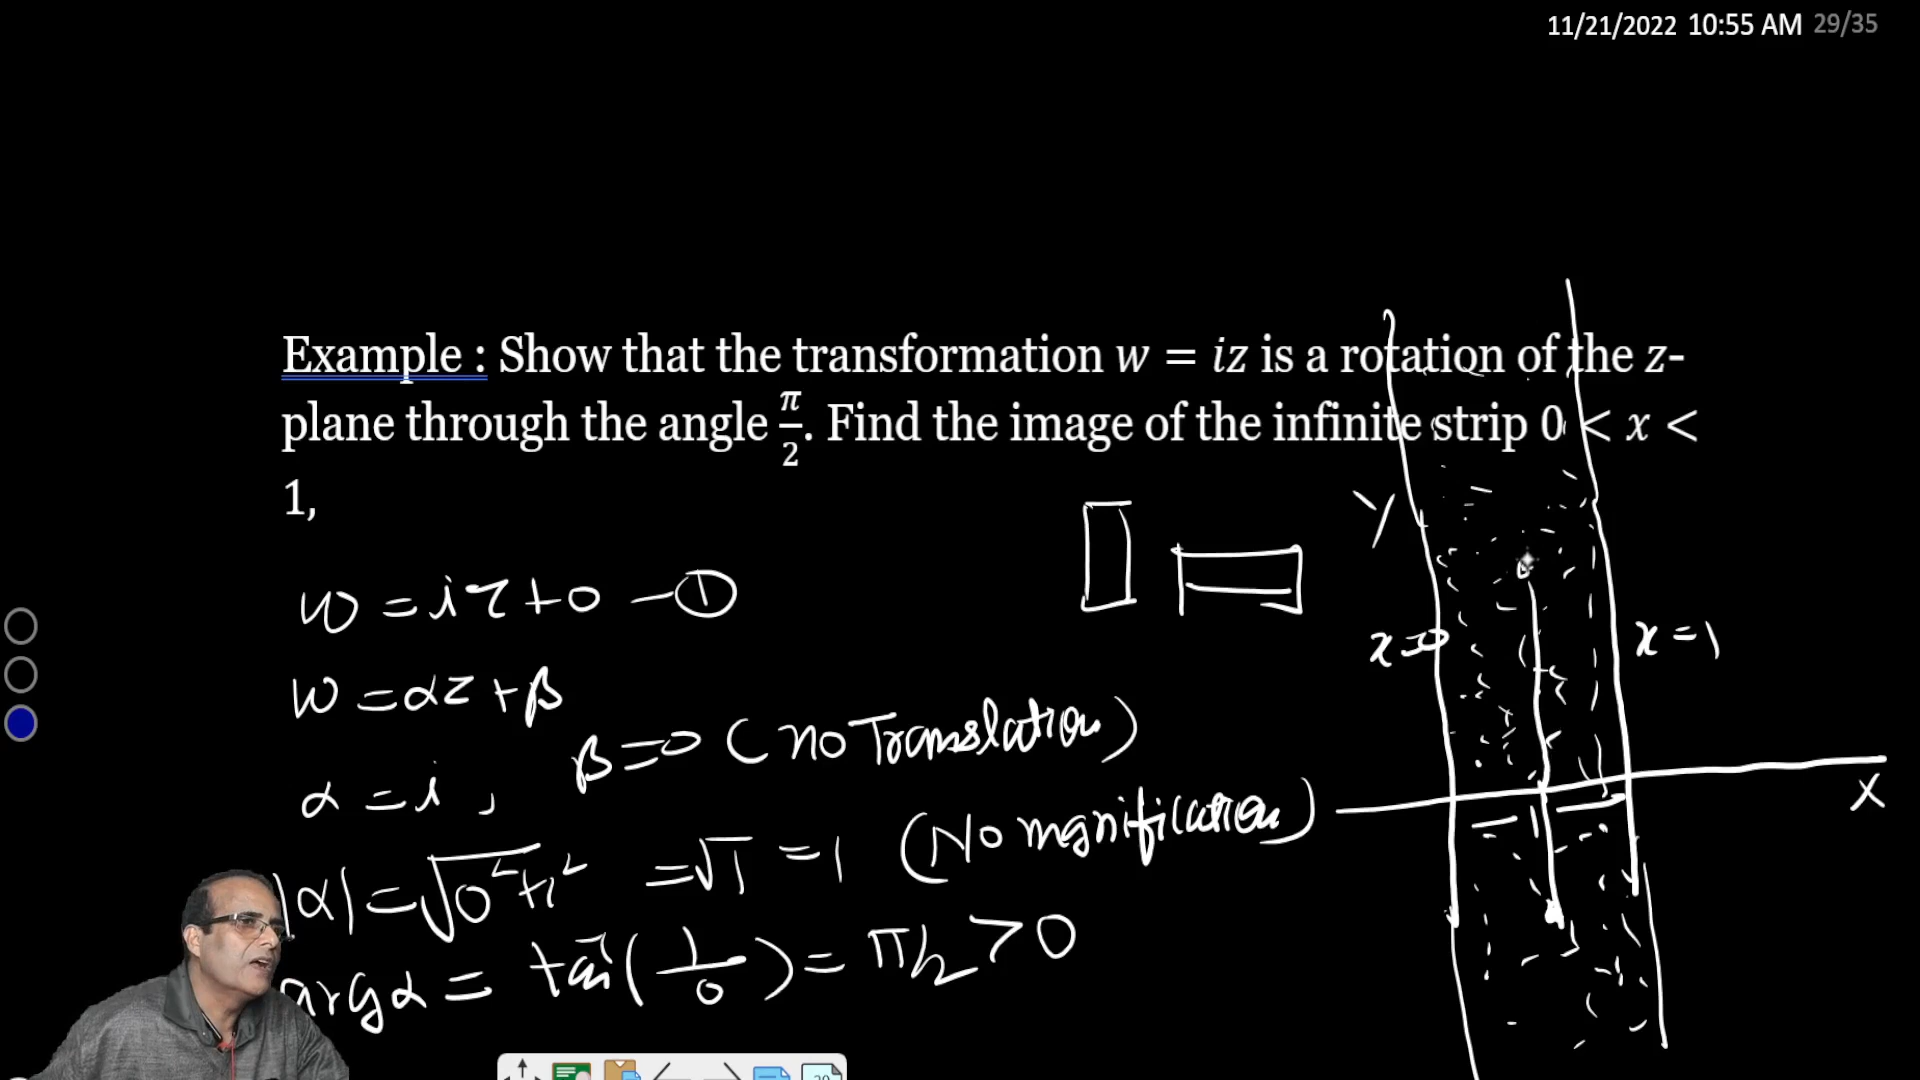 11/21/2022 10:55 AM 29/35
Example : Show that the transformation w = iz is a rotation of the z-
plane through the angle π/2. Find the image of the infinite strip 0 < x <
1,
w = iz + 0 — ①
w = αz + β
α = i , β = 0 ( no Translation )
|α| = √0²+1² = √1 = 1 ( No mgnification )
arg α = tan⁻¹ ( 1/0 ) = π/2 > 0
Y
x = 0
x = 1
X